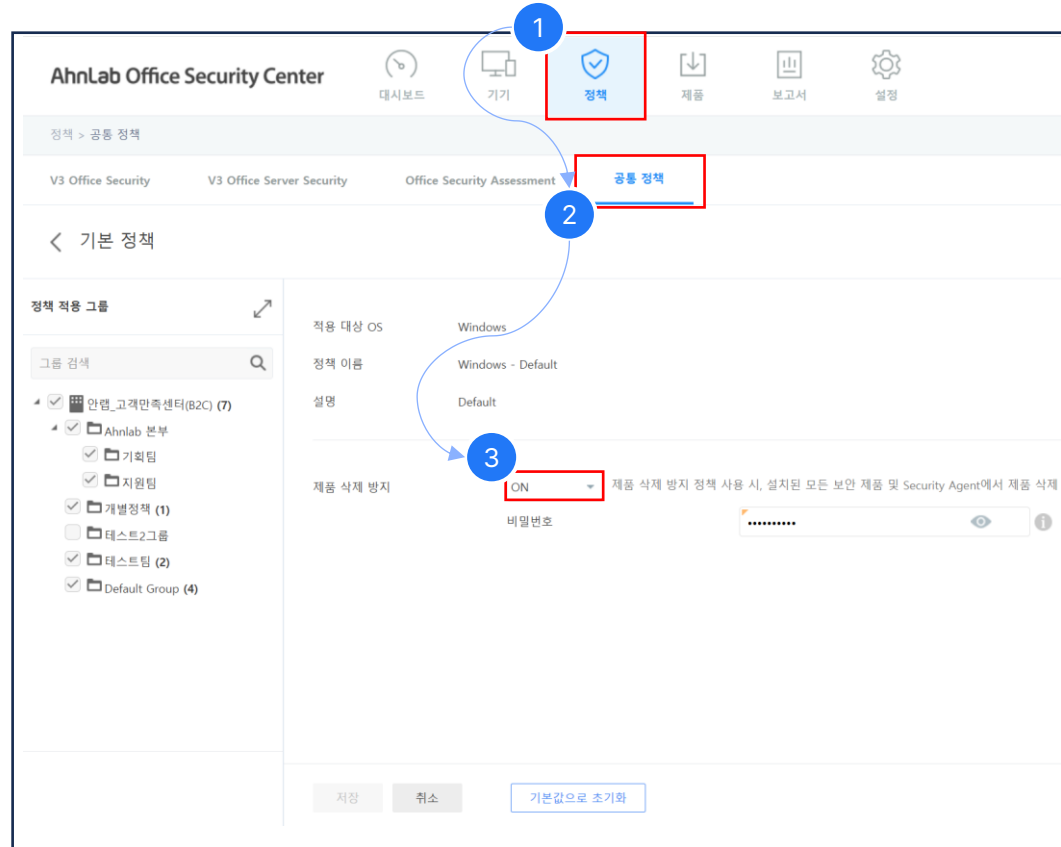 1
AhnLab Office Security Center
대시보드 기기 정책 제품 보고서 설정
정책 > 공통 정책
V3 Office Security V3 Office Server Security Office Security Assessment 공통 정책
2
기본 정책
정책 적용 그룹
그룹 검색
안랩_고객만족센터(B2C) (7)
Ahnlab 본부
기획팀
지원팀
개별정책 (1)
테스트2그룹
테스트팀 (2)
Default Group (4)
적용 대상 OS Windows
정책 이름 Windows - Default
설명 Default
3
제품 삭제 방지 ON 제품 삭제 방지 정책 사용 시, 설치된 모든 보안 제품 및 Security Agent에서 제품 삭제
비밀번호 ••••••••••
저장 취소 기본값으로 초기화